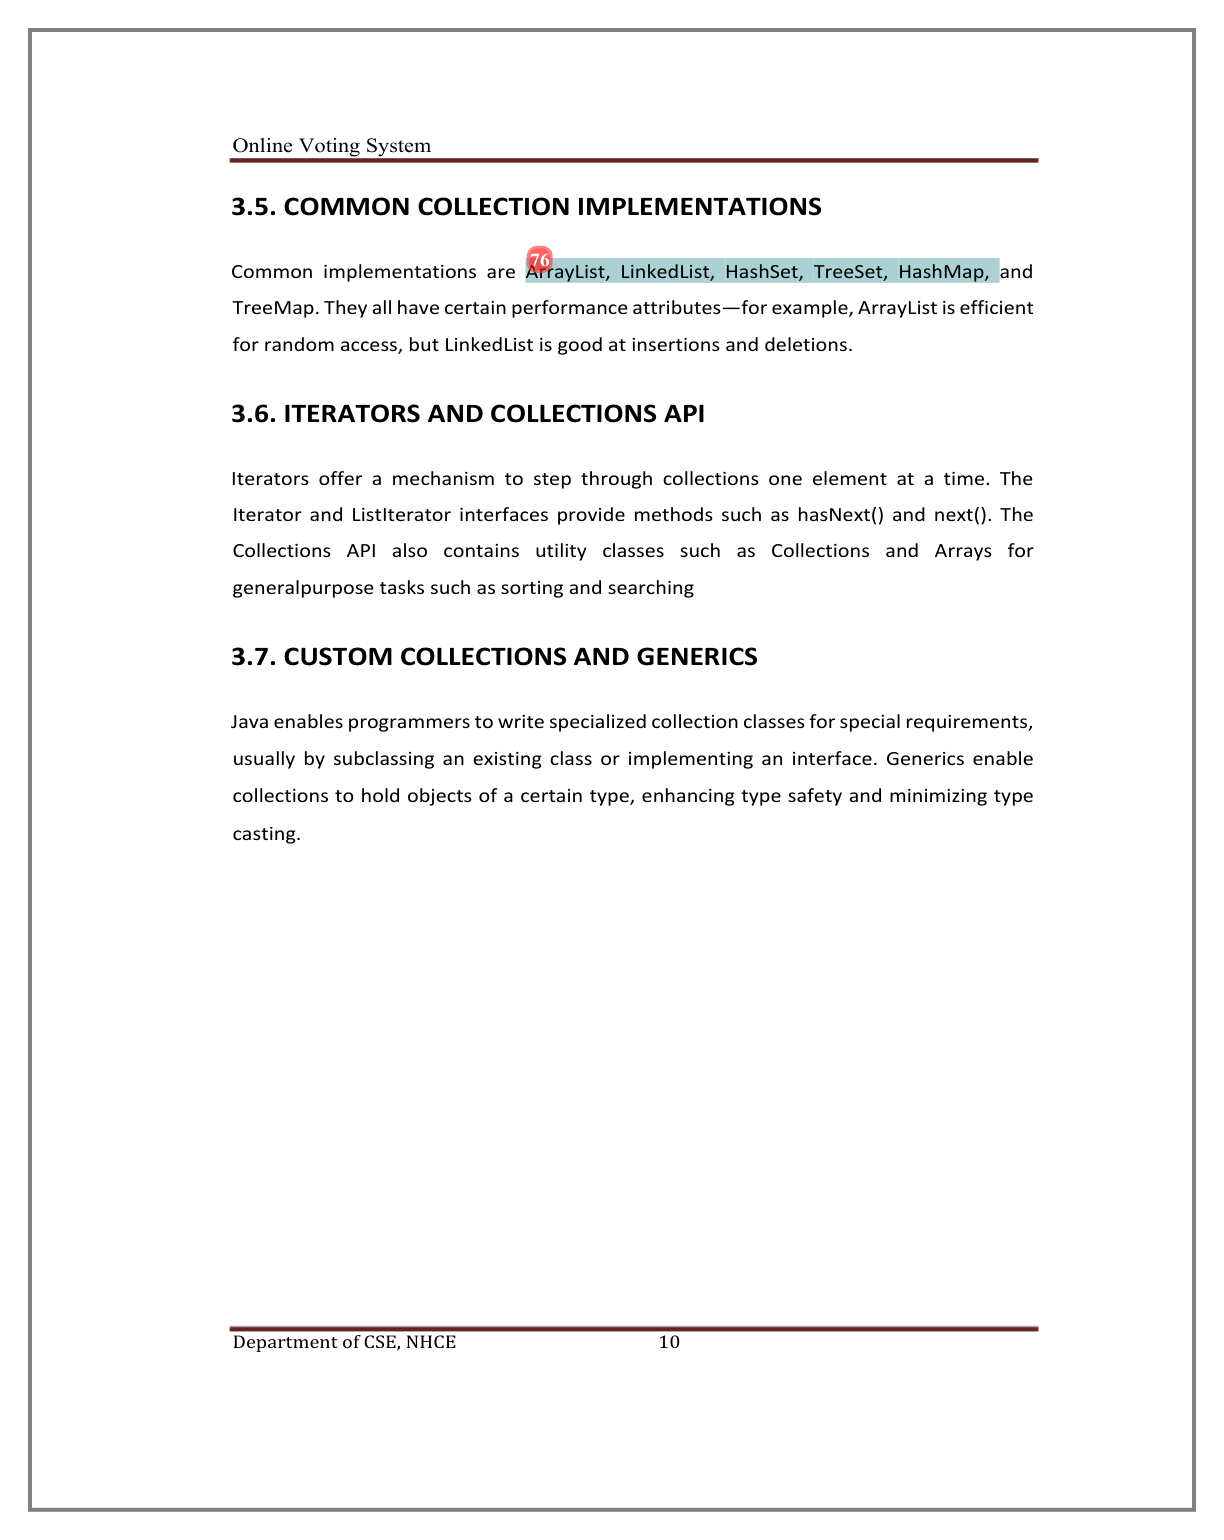 Online Voting System
3.5. COMMON COLLECTION IMPLEMENTATIONS
76
Common implementations are ArrayList, LinkedList, HashSet, TreeSet, HashMap, and
TreeMap. They all have certain performance attributes—for example, ArrayList is efficient
for random access, but LinkedList is good at insertions and deletions.
3.6. ITERATORS AND COLLECTIONS API
Iterators offer a mechanism to step through collections one element at a time. The
Iterator and ListIterator interfaces provide methods such as hasNext() and next(). The
Collections API also contains utility classes such as Collections and Arrays for
generalpurpose tasks such as sorting and searching
3.7. CUSTOM COLLECTIONS AND GENERICS
Java enables programmers to write specialized collection classes for special requirements,
usually by subclassing an existing class or implementing an interface. Generics enable
collections to hold objects of a certain type, enhancing type safety and minimizing type
casting.
Department of CSE, NHCE 10